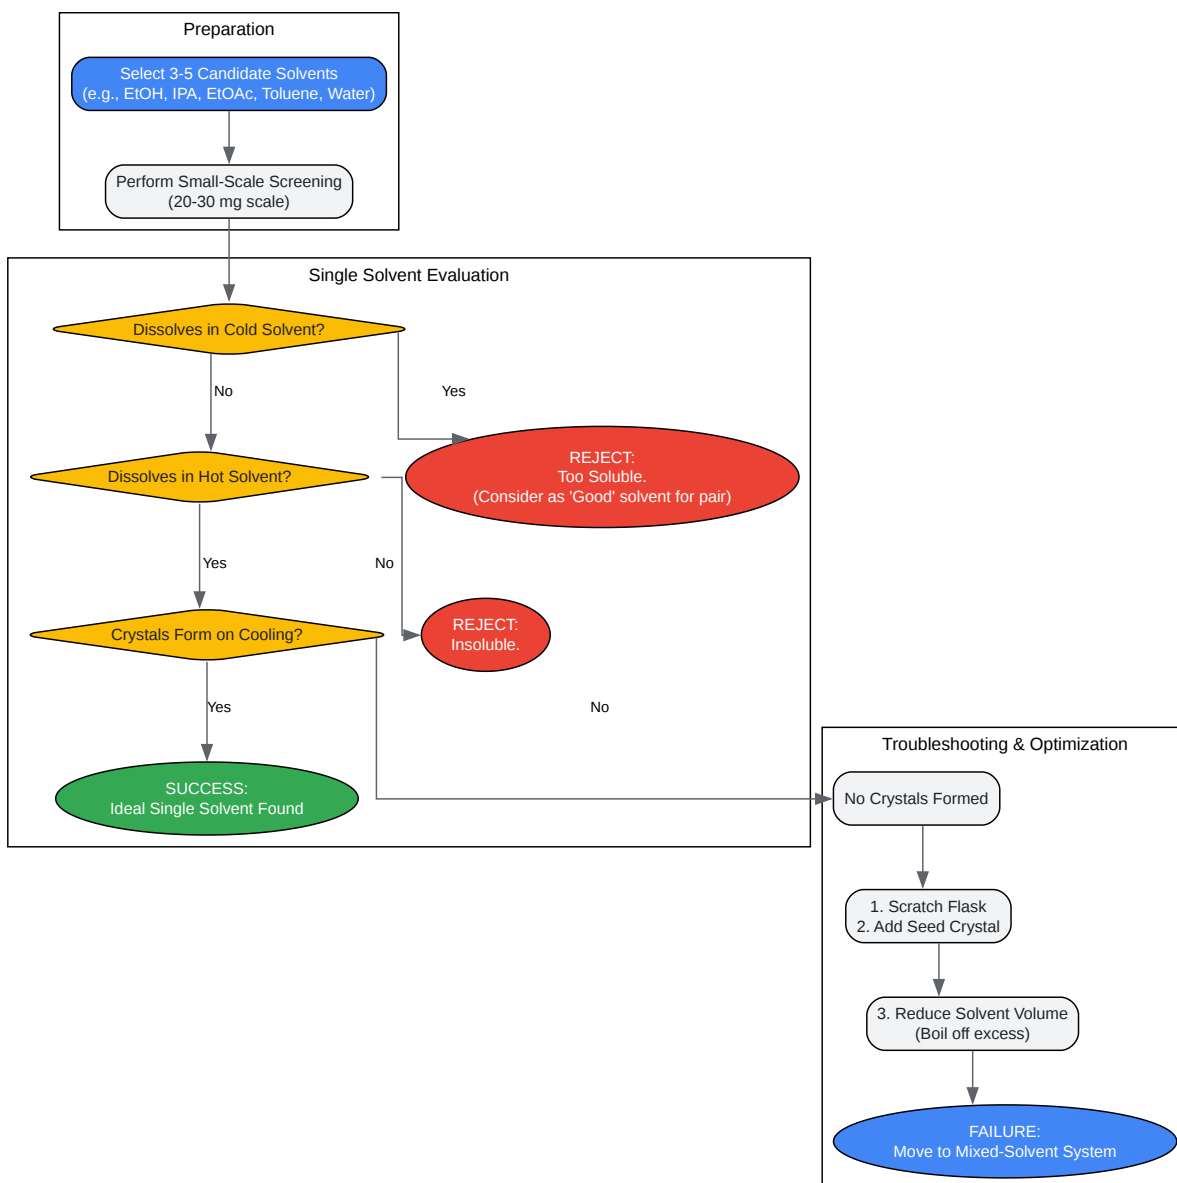 Preparation
Select 3-5 Candidate Solvents
(e.g., EtOH, IPA, EtOAc, Toluene, Water)
Perform Small-Scale Screening
(20-30 mg scale)
Single Solvent Evaluation
Dissolves in Cold Solvent?
No
Yes
Dissolves in Hot Solvent?
REJECT:
Too Soluble.
(Consider as 'Good' solvent for pair)
Yes
No
Crystals Form on Cooling?
REJECT:
Insoluble.
Yes
No
SUCCESS:
Ideal Single Solvent Found
Troubleshooting & Optimization
No Crystals Formed
1. Scratch Flask
2. Add Seed Crystal
3. Reduce Solvent Volume
(Boil off excess)
FAILURE:
Move to Mixed-Solvent System